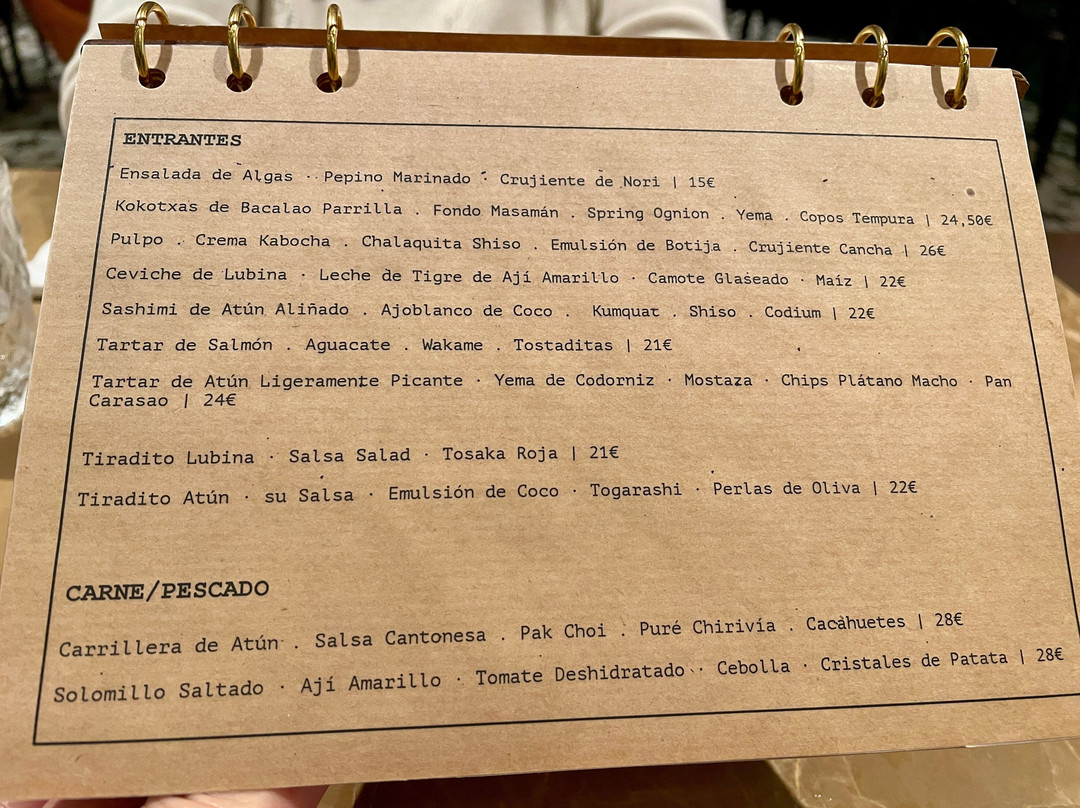 ENTRANTES
Ensalada de Algas · Pepino Marinado · Crujiente de Nori | 15€
Kokotxas de Bacalao Parrilla . Fondo Masamán . Spring Ognion . Yema . Copos Tempura | 24,50€
Pulpo . Crema Kabocha . Chalaquita Shiso . Emulsión de Botija . Crujiente Cancha | 26€
Ceviche de Lubina · Leche de Tigre de Ají Amarillo · Camote Glaseado · Maíz | 22€
Sashimi de Atún Aliñado . Ajoblanco de Coco . Kumquat . Shiso . Codium | 22€
Tartar de Salmón . Aguacate . Wakame . Tostaditas | 21€
Tartar de Atún Ligeramente Picante · Yema de Codorniz · Mostaza · Chips Plátano Macho · Pan
Carasao | 24€
Tiradito Lubina · Salsa Salad · Tosaka Roja | 21€
Tiradito Atún · su Salsa · Emulsión de Coco · Togarashi · Perlas de Oliva | 22€
CARNE/PESCADO
Carrillera de Atún . Salsa Cantonesa . Pak Choi . Puré Chirivía . Cacahuetes | 28€
Solomillo Saltado · Ají Amarillo · Tomate Deshidratado · Cebolla · Cristales de Patata | 28€